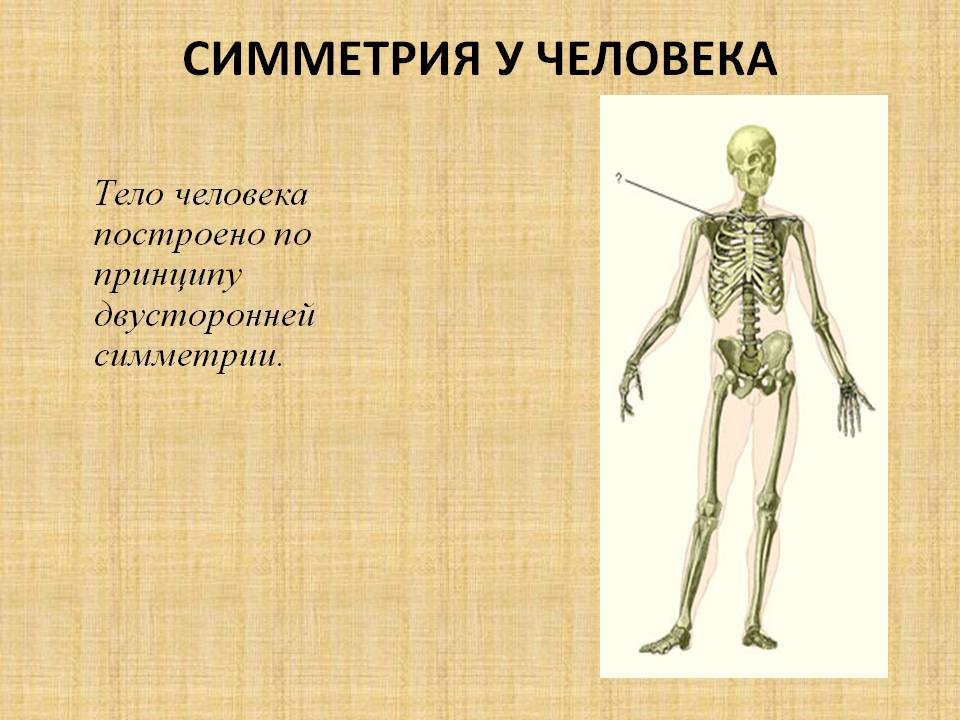 СИММЕТРИЯ У ЧЕЛОВЕКА
Тело человека
построено по
принципу
двусторонней
симметрии.
?